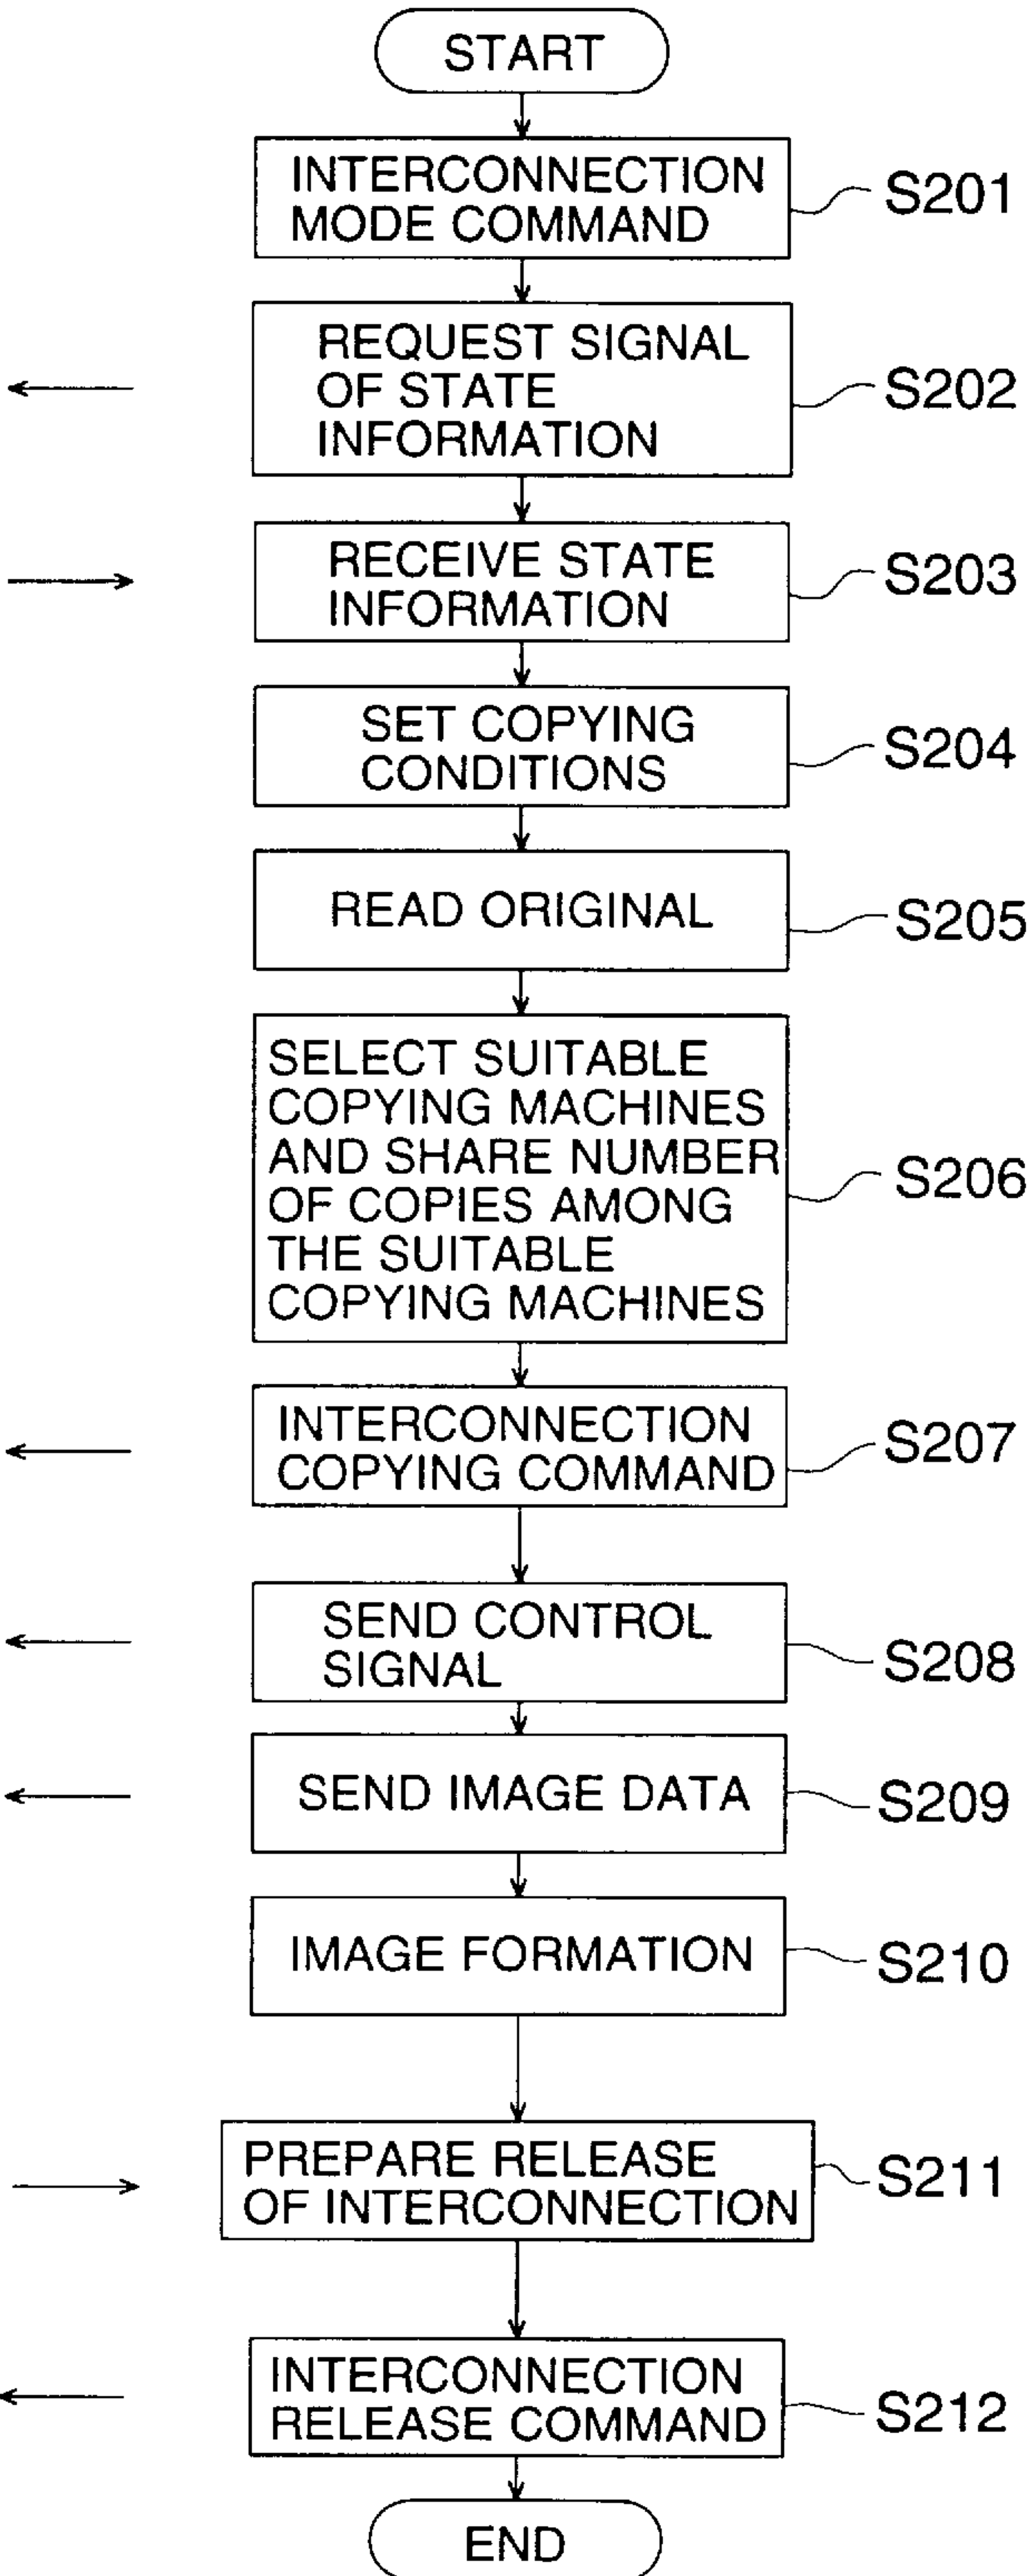 START
INTERCONNECTION
MODE COMMAND
S201
REQUEST SIGNAL
OF STATE
INFORMATION
S202
RECEIVE STATE
INFORMATION
S203
SET COPYING
CONDITIONS
S204
READ ORIGINAL
S205
SELECT SUITABLE
COPYING MACHINES
AND SHARE NUMBER
OF COPIES AMONG
THE SUITABLE
COPYING MACHINES
S206
INTERCONNECTION
COPYING COMMAND
S207
SEND CONTROL
SIGNAL
S208
SEND IMAGE DATA
S209
IMAGE FORMATION
S210
PREPARE RELEASE
OF INTERCONNECTION
S211
INTERCONNECTION
RELEASE COMMAND
S212
END